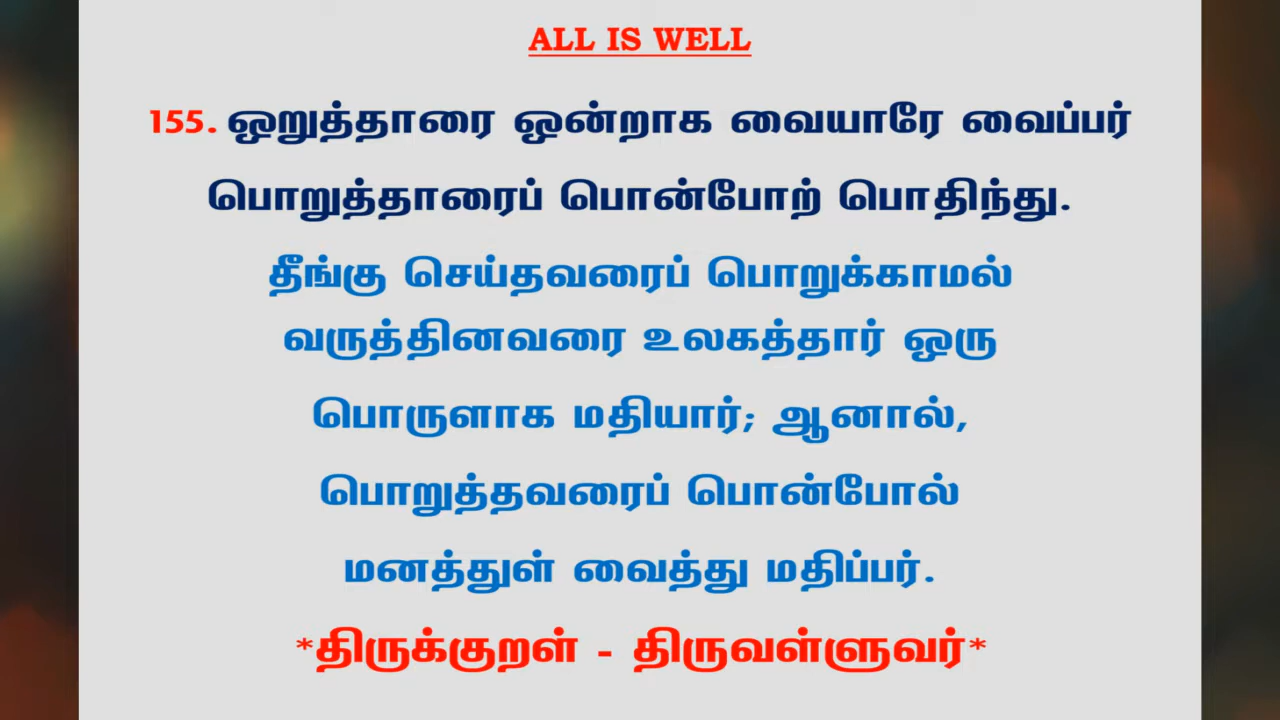 ALL IS WELL
155. ஒறுத்தாரை ஒன்றாக வையாரே வைப்பர்
பொறுத்தாரைப் பொன்போற் பொதிந்து.
தீங்கு செய்தவரைப் பொறுக்காமல்
வருத்தினவரை உலகத்தார் ஒரு
பொருளாக மதியார்; ஆனால்,
பொறுத்தவரைப் பொன்போல்
மனத்துள் வைத்து மதிப்பர்.
*திருக்குறள் - திருவள்ளுவர்*